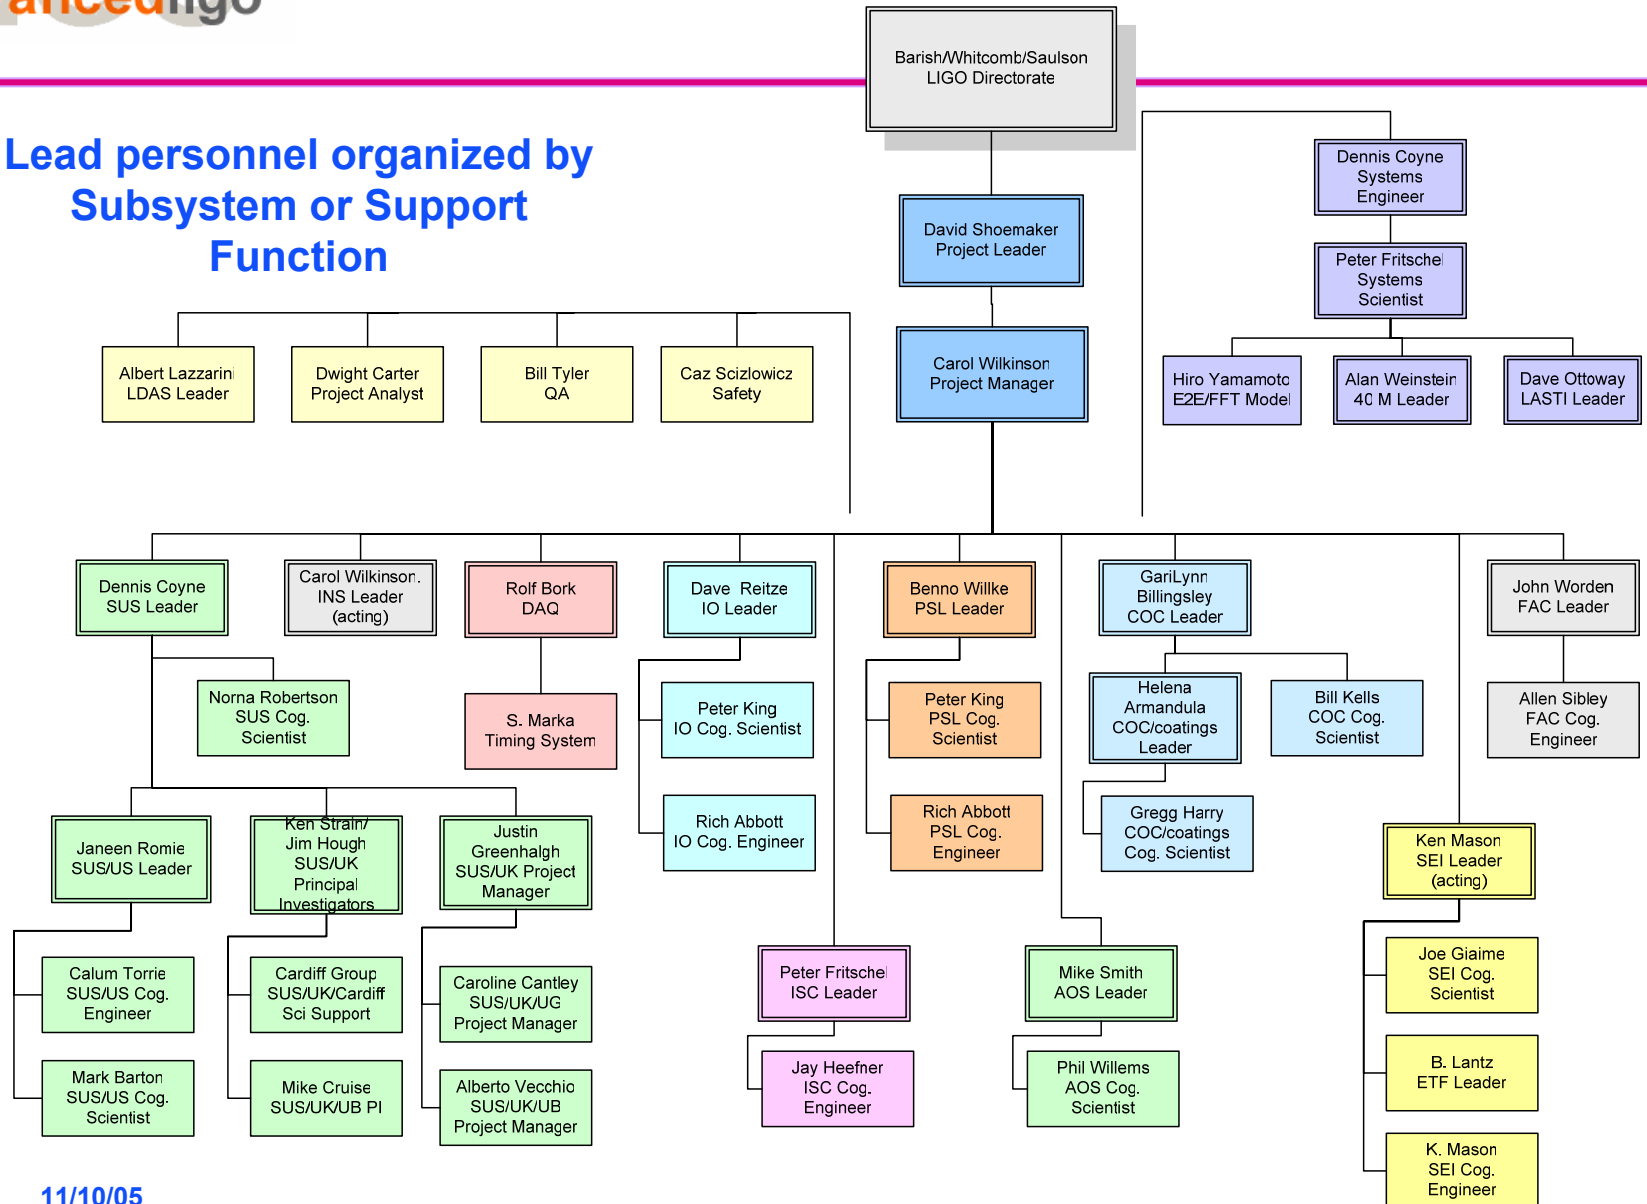 ancedligo
Barish/Whitcomb/Saulson
LIGO Directorate
Lead personnel organized by
Subsystem or Support
Function
David Shoemaker
Project Leader
Carol Wilkinson
Project Manager
Dennis Coyne
Systems
Engineer
Peter Fritschel
Systems
Scientist
Albert Lazzarini
LDAS Leader
Dwight Carter
Project Analyst
Bill Tyler
QA
Caz Scizlowicz
Safety
Hiro Yamamoto
E2E/FFT Model
Alan Weinstein
40 M Leader
Dave Ottoway
LASTI Leader
Dennis Coyne
SUS Leader
Carol Wilkinson.
INS Leader
(acting)
Rolf Bork
DAQ
Dave Reitze
IO Leader
Benno Willke
PSL Leader
GariLynn
Billingsley
COC Leader
John Worden
FAC Leader
Norna Robertson
SUS Cog.
Scientist
S. Marka
Timing System
Peter King
IO Cog. Scientist
Peter King
PSL Cog.
Scientist
Helena
Armandula
COC/coatings
Leader
Bill Kells
COC Cog.
Scientist
Allen Sibley
FAC Cog.
Engineer
Janeen Romie
SUS/US Leader
Ken Strain/
Jim Hough
SUS/UK
Principal
Investigators
Justin
Greenhalgh
SUS/UK Project
Manager
Rich Abbott
IO Cog. Engineer
Rich Abbott
PSL Cog.
Engineer
Gregg Harry
COC/coatings
Cog. Scientist
Ken Mason
SEI Leader
(acting)
Calum Torrie
SUS/US Cog.
Engineer
Cardiff Group
SUS/UK/Cardiff
Sci Support
Caroline Cantley
SUS/UK/UG
Project Manager
Peter Fritschel
ISC Leader
Mike Smith
AOS Leader
Joe Giaime
SEI Cog.
Scientist
Mark Barton
SUS/US Cog.
Scientist
Mike Cruise
SUS/UK/UB PI
Alberto Vecchio
SUS/UK/UB
Project Manager
Jay Heefner
ISC Cog.
Engineer
Phil Willems
AOS Cog.
Scientist
B. Lantz
ETF Leader
K. Mason
SEI Cog.
Engineer
11/10/05